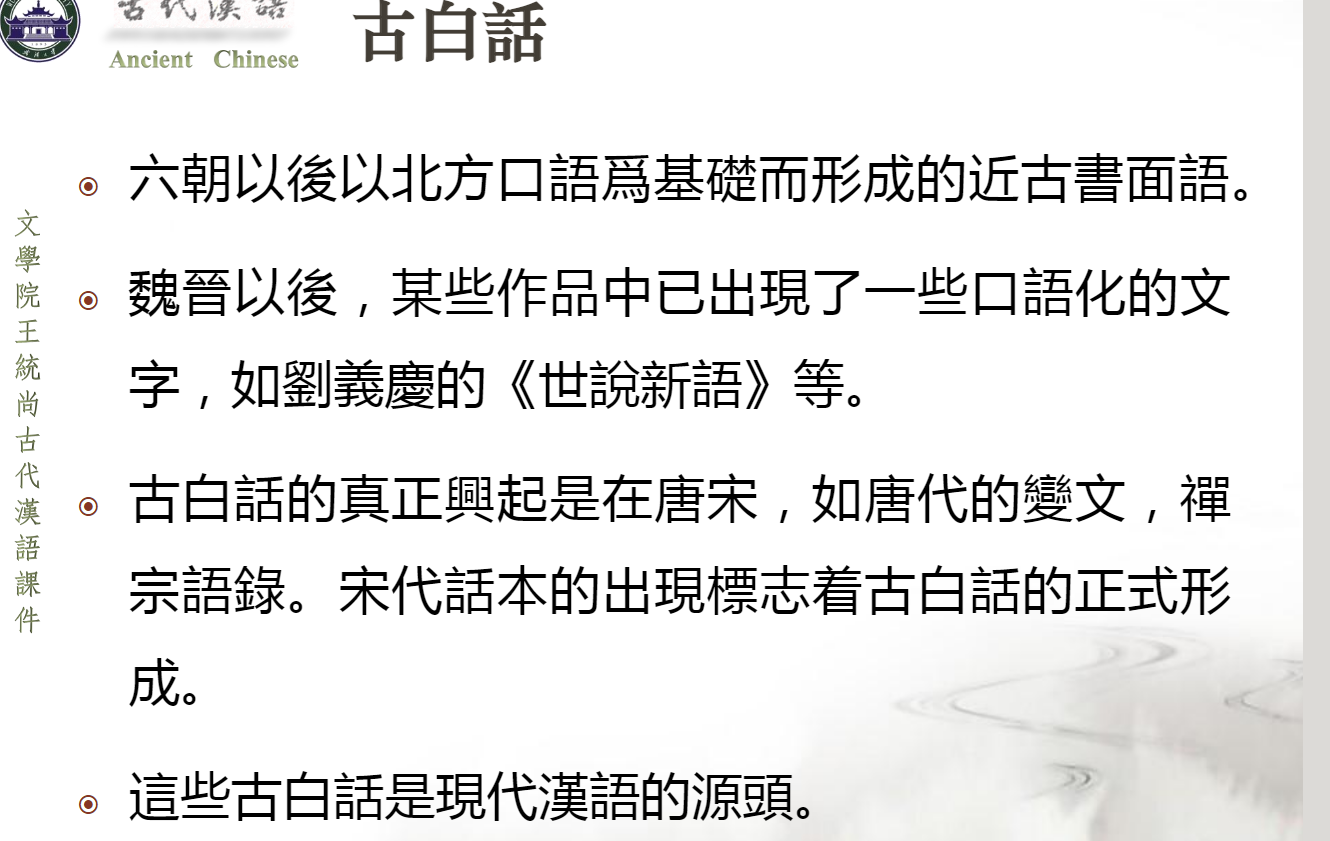 古代漢語
Ancient Chinese
古白話
六朝以後以北方口語爲基礎而形成的近古書面語。
魏晉以後，某些作品中已出現了一些口語化的文
字，如劉義慶的《世說新語》等。
古白話的真正興起是在唐宋，如唐代的變文，禪
宗語錄。宋代話本的出現標志着古白話的正式形
成。
這些古白話是現代漢語的源頭。
文學院王統尚古代漢語課件